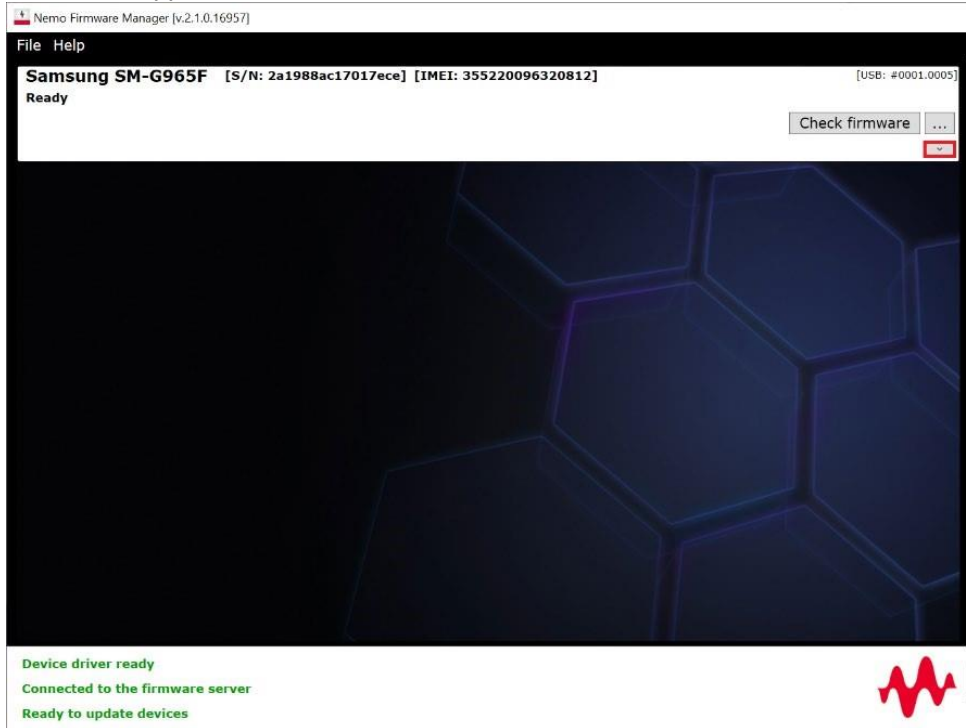 Nemo Firmware Manager [v.2.1.0.16957]
File Help
Samsung SM-G965F [S/N: 2a1988ac17017ece] [IMEI: 355220096320812] [USB: #0001.0005]
Ready
Check firmware ...
Device driver ready
Connected to the firmware server
Ready to update devices